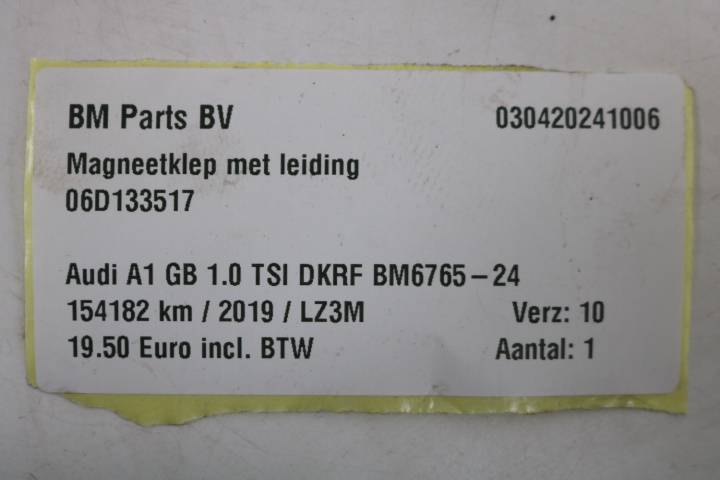 BM Parts BV 030420241006
Magneetklep met leiding
06D133517
Audi A1 GB 1.0 TSI DKRF BM6765-24
154182 km / 2019 / LZ3M Verz: 10
19.50 Euro incl. BTW Aantal: 1